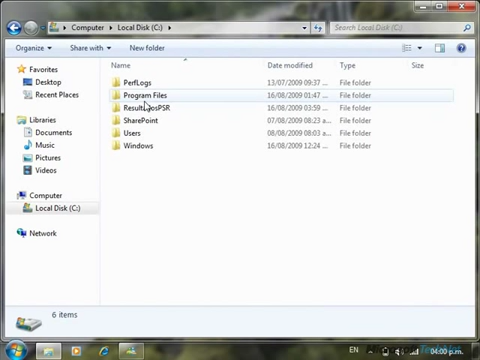 Computer ▸ Local Disk (C:) ▸
Search Local Disk (C:)
Organize ▾ Share with ▾ New folder
Name Date modified Type Size
Favorites
Desktop
Recent Places
Libraries
Documents
Music
Pictures
Videos
Computer
Local Disk (C:)
Network
PerfLogs 13/07/2009 09:37 ... File folder
Program Files 16/08/2009 01:47 ... File folder
16/08/2009 03:59 ... File folder
SharePoint 07/08/2009 08:23 a... File folder
Users 08/08/2009 08:03 a... File folder
Windows 16/08/2009 12:24 ... File folder
6 items
EN
04:00 p.m.